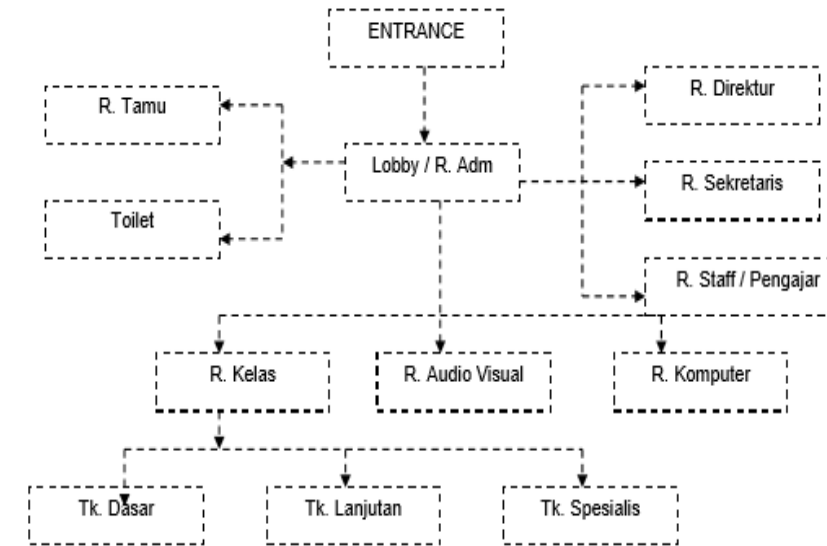 ENTRANCE
R. Tamu
R. Direktur
Lobby / R. Adm
R. Sekretaris
Toilet
R. Staff / Pengajar
R. Kelas
R. Audio Visual
R. Komputer
Tk. Dasar
Tk. Lanjutan
Tk. Spesialis